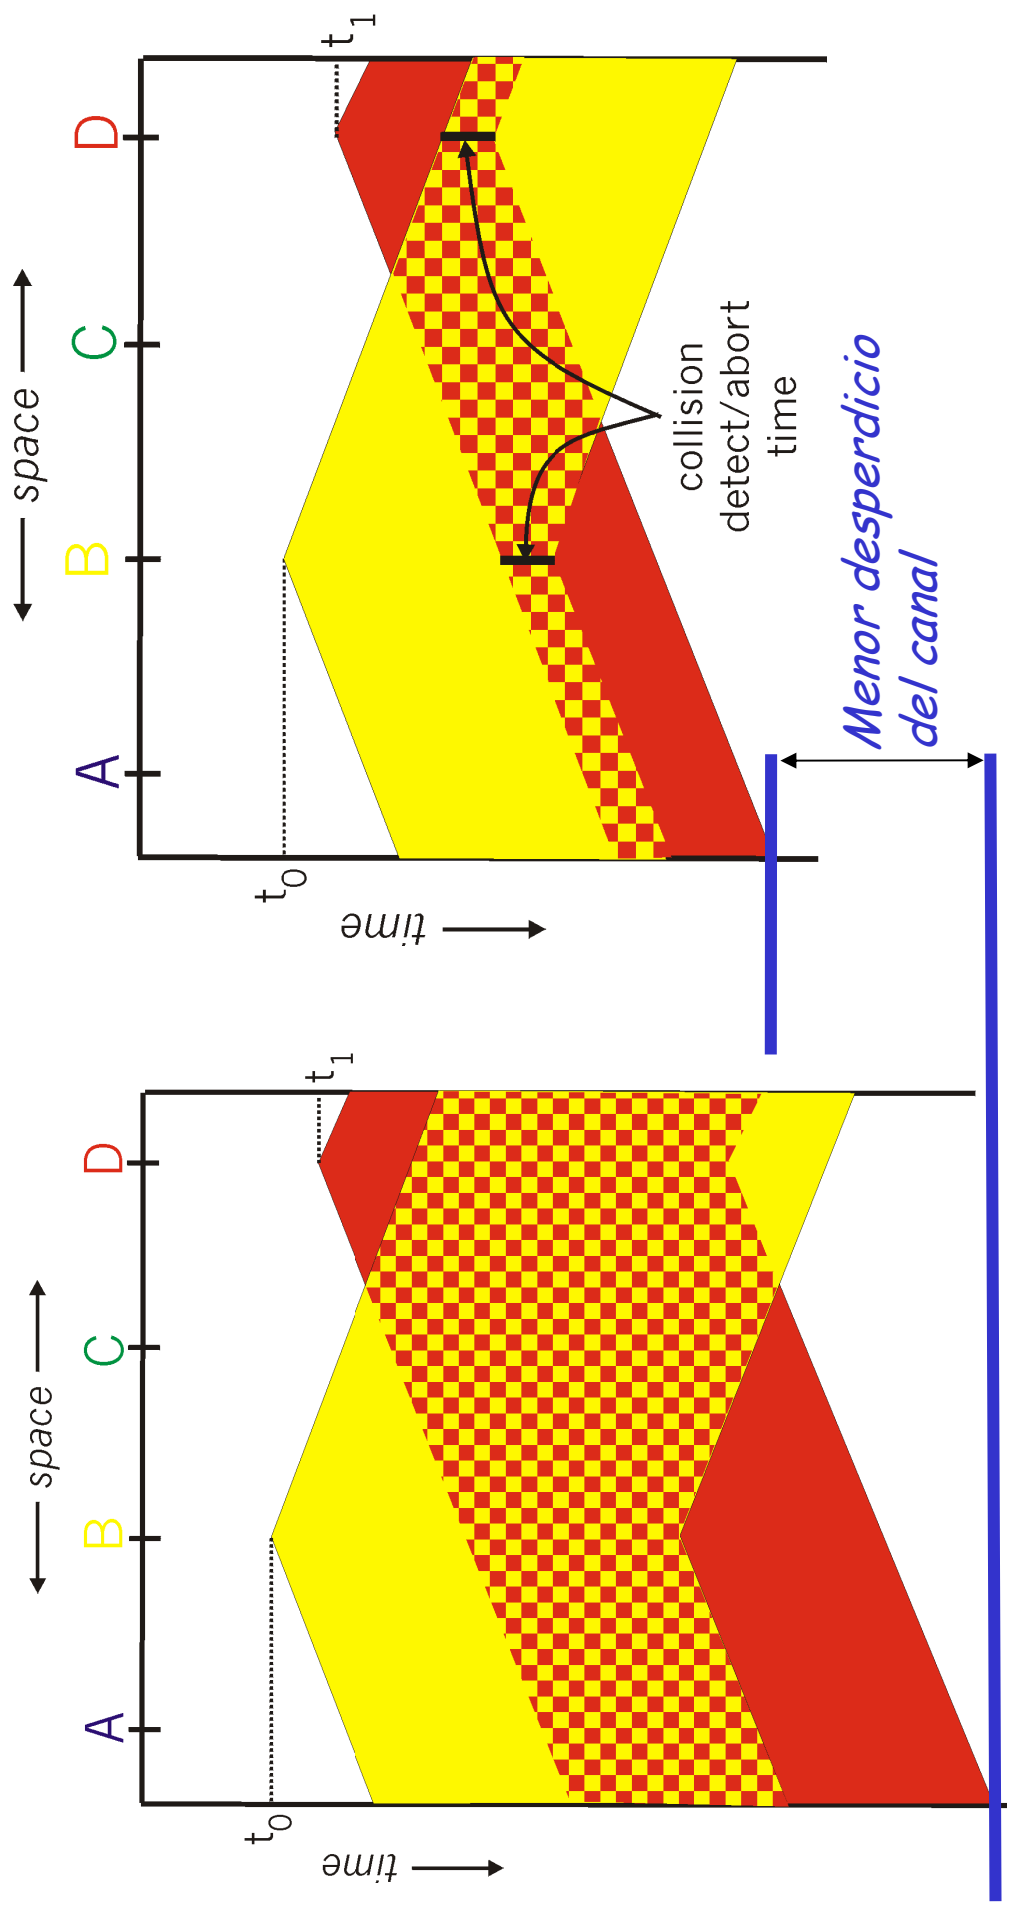 ← space →
A B C D
t0
t1
time →
← space →
A B C D
t0
t1
time →
collision
detect/abort
time
Menor desperdicio
del canal